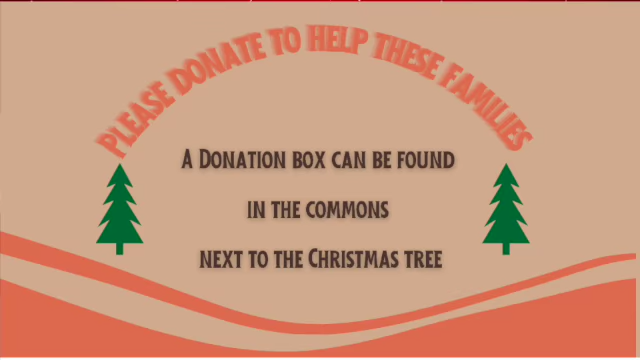 PLEASE DONATE TO HELP THESE FAMILIES
A DONATION BOX CAN BE FOUND
IN THE COMMONS
NEXT TO THE CHRISTMAS TREE